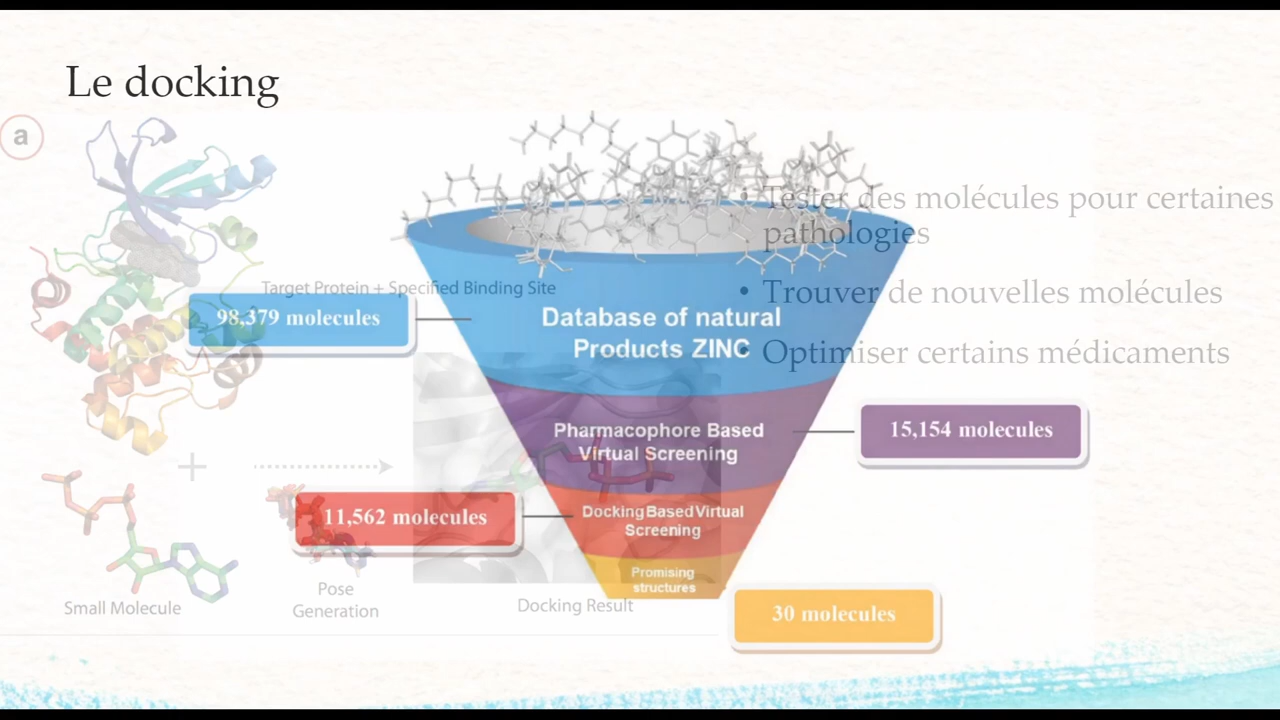 Le docking
a
Tester des molécules pour certaines
pathologies
Target Protein + Specified Binding Site
98,379 molecules
Database of natural
Products ZINC
Trouver de nouvelles molécules
Optimiser certains médicaments
Pharmacophore Based
Virtual Screening
15,154 molecules
+
11,562 molecules
Docking Based Virtual
Screening
Promising
structures
Small Molecule
Pose
Generation
Docking Result
30 molecules